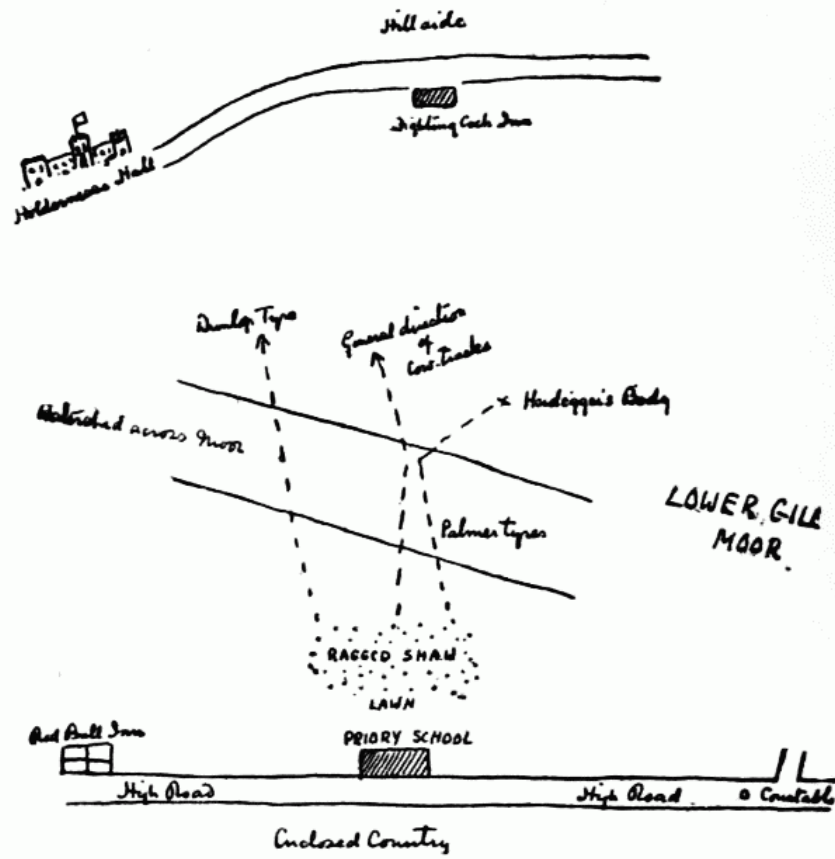 Hillside
Fighting Cock Inn
Holdernesse Hall
Dunlop Tyre
General direction
of
Cow-tracks
Heidegger's Body
Watershed across Moor
LOWER GILL
MOOR.
Palmer tyres
RAGGED SHAW
LAWN
Red Bull Inn
PRIORY SCHOOL
High Road
High Road
Constable
Enclosed Country